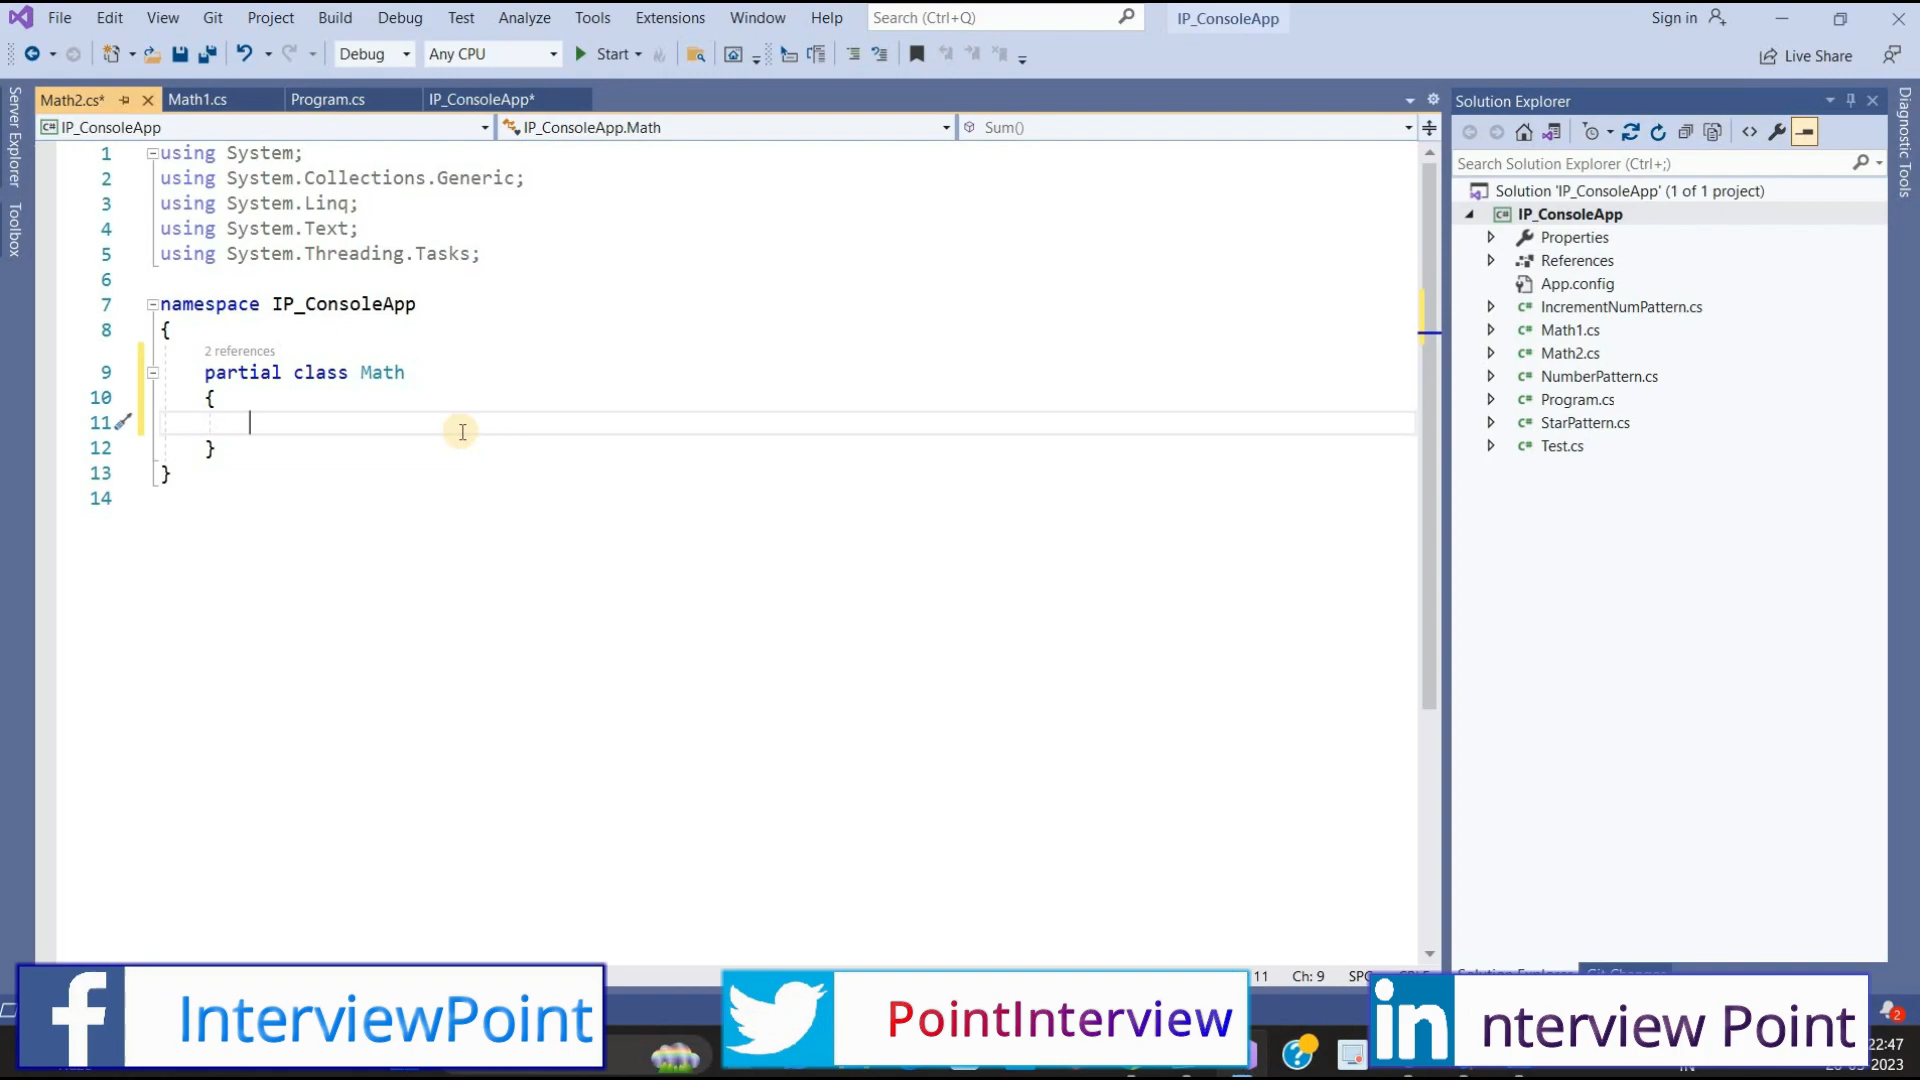 File Edit View Git Project Build Debug Test Analyze Tools Extensions Window Help Search (Ctrl+Q) IP_ConsoleApp Sign in
Debug Any CPU Start Live Share
Math2.cs* Math1.cs Program.cs IP_ConsoleApp*
IP_ConsoleApp IP_ConsoleApp.Math Sum()
Server Explorer
Toolbox
1 using System;
2 using System.Collections.Generic;
3 using System.Linq;
4 using System.Text;
5 using System.Threading.Tasks;
6
7 namespace IP_ConsoleApp
8 {
2 references
9 partial class Math
10 {
11
12 }
13 }
14
Solution Explorer
Search Solution Explorer (Ctrl+;)
Solution 'IP_ConsoleApp' (1 of 1 project)
IP_ConsoleApp
Properties
References
App.config
IncrementNumPattern.cs
Math1.cs
Math2.cs
NumberPattern.cs
Program.cs
StarPattern.cs
Test.cs
Diagnostic Tools
11 Ch: 9 SPC
InterviewPoint
PointInterview
in nterview Point
22:47
2